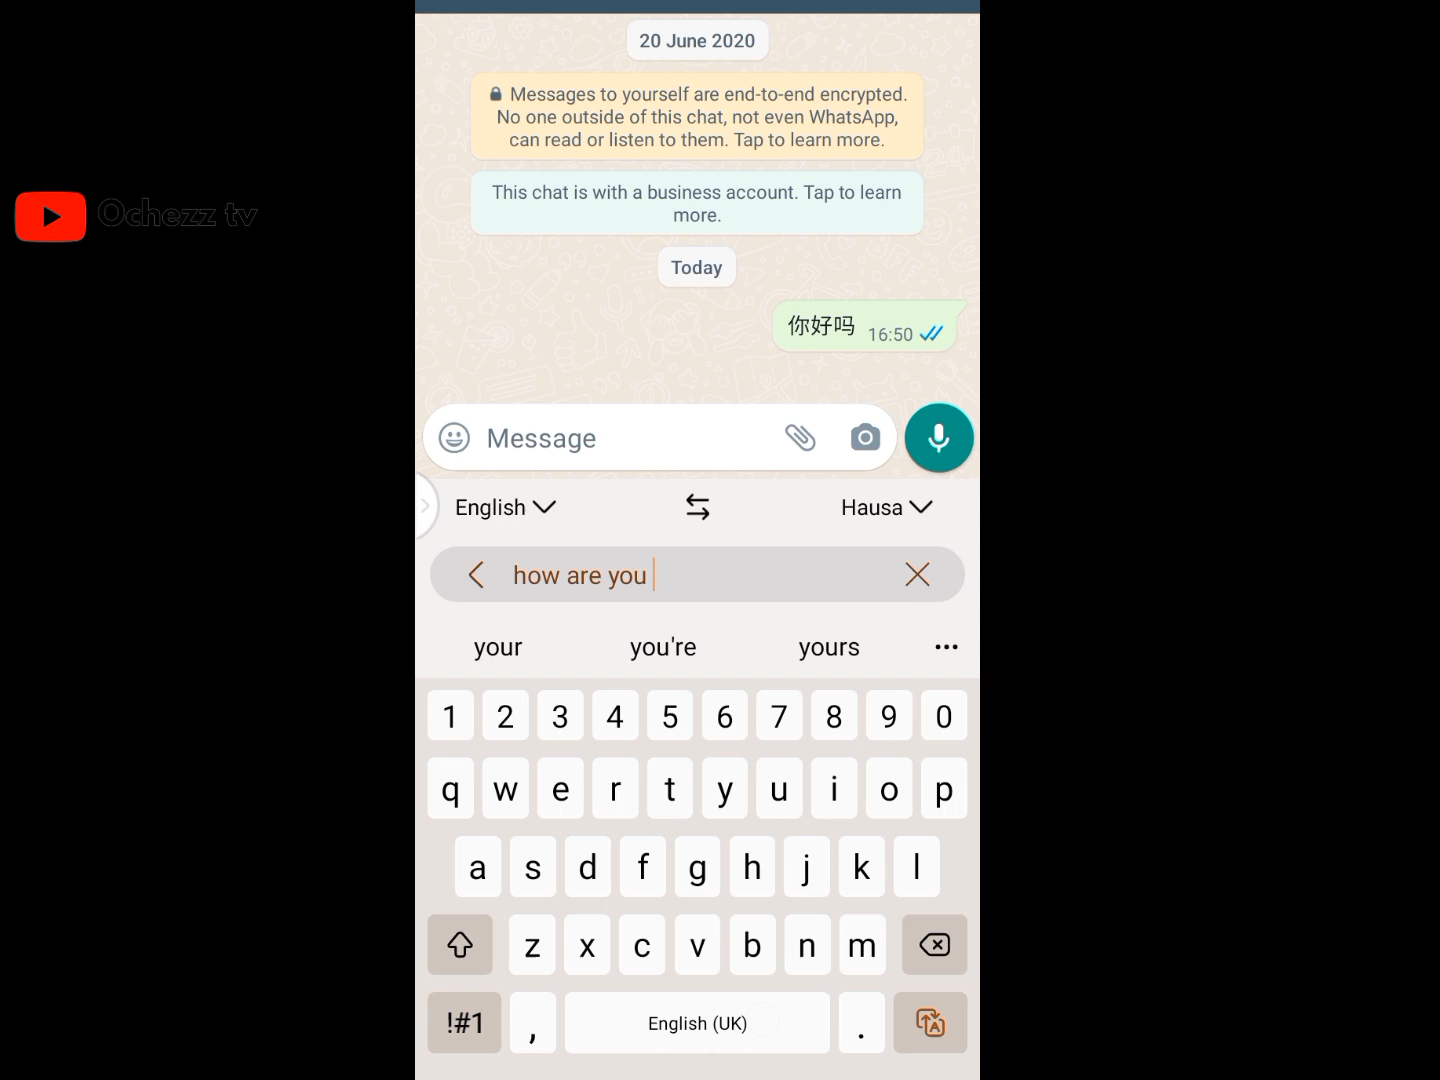 20 June 2020
Messages to yourself are end-to-end encrypted.
No one outside of this chat, not even WhatsApp,
can read or listen to them. Tap to learn more.
This chat is with a business account. Tap to learn
more.
Today
Ochezz tv
你好吗 16:50
Message
English Hausa
how are you
your you're yours •••
1 2 3 4 5 6 7 8 9 0
q w e r t y u i o p
a s d f g h j k l
z x c v b n m
!#1 , English (UK) . A